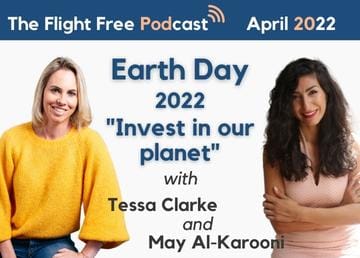 The Flight Free Podcast April 2022
Earth Day
2022
"Invest in our
planet"
with
Tessa Clarke
and
May Al-Karooni